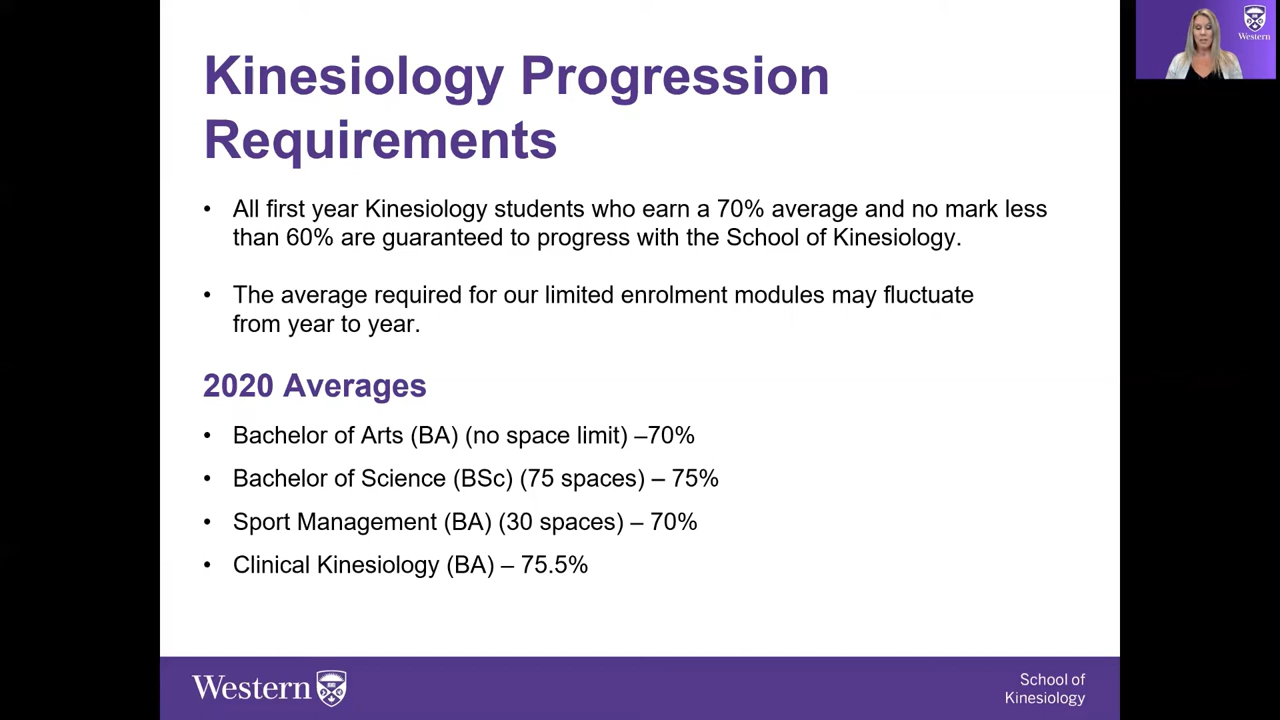 Kinesiology Progression
Requirements
• All first year Kinesiology students who earn a 70% average and no mark less
than 60% are guaranteed to progress with the School of Kinesiology.
• The average required for our limited enrolment modules may fluctuate
from year to year.
2020 Averages
• Bachelor of Arts (BA) (no space limit) –70%
• Bachelor of Science (BSc) (75 spaces) – 75%
• Sport Management (BA) (30 spaces) – 70%
• Clinical Kinesiology (BA) – 75.5%
Western
School of
Kinesiology
Western